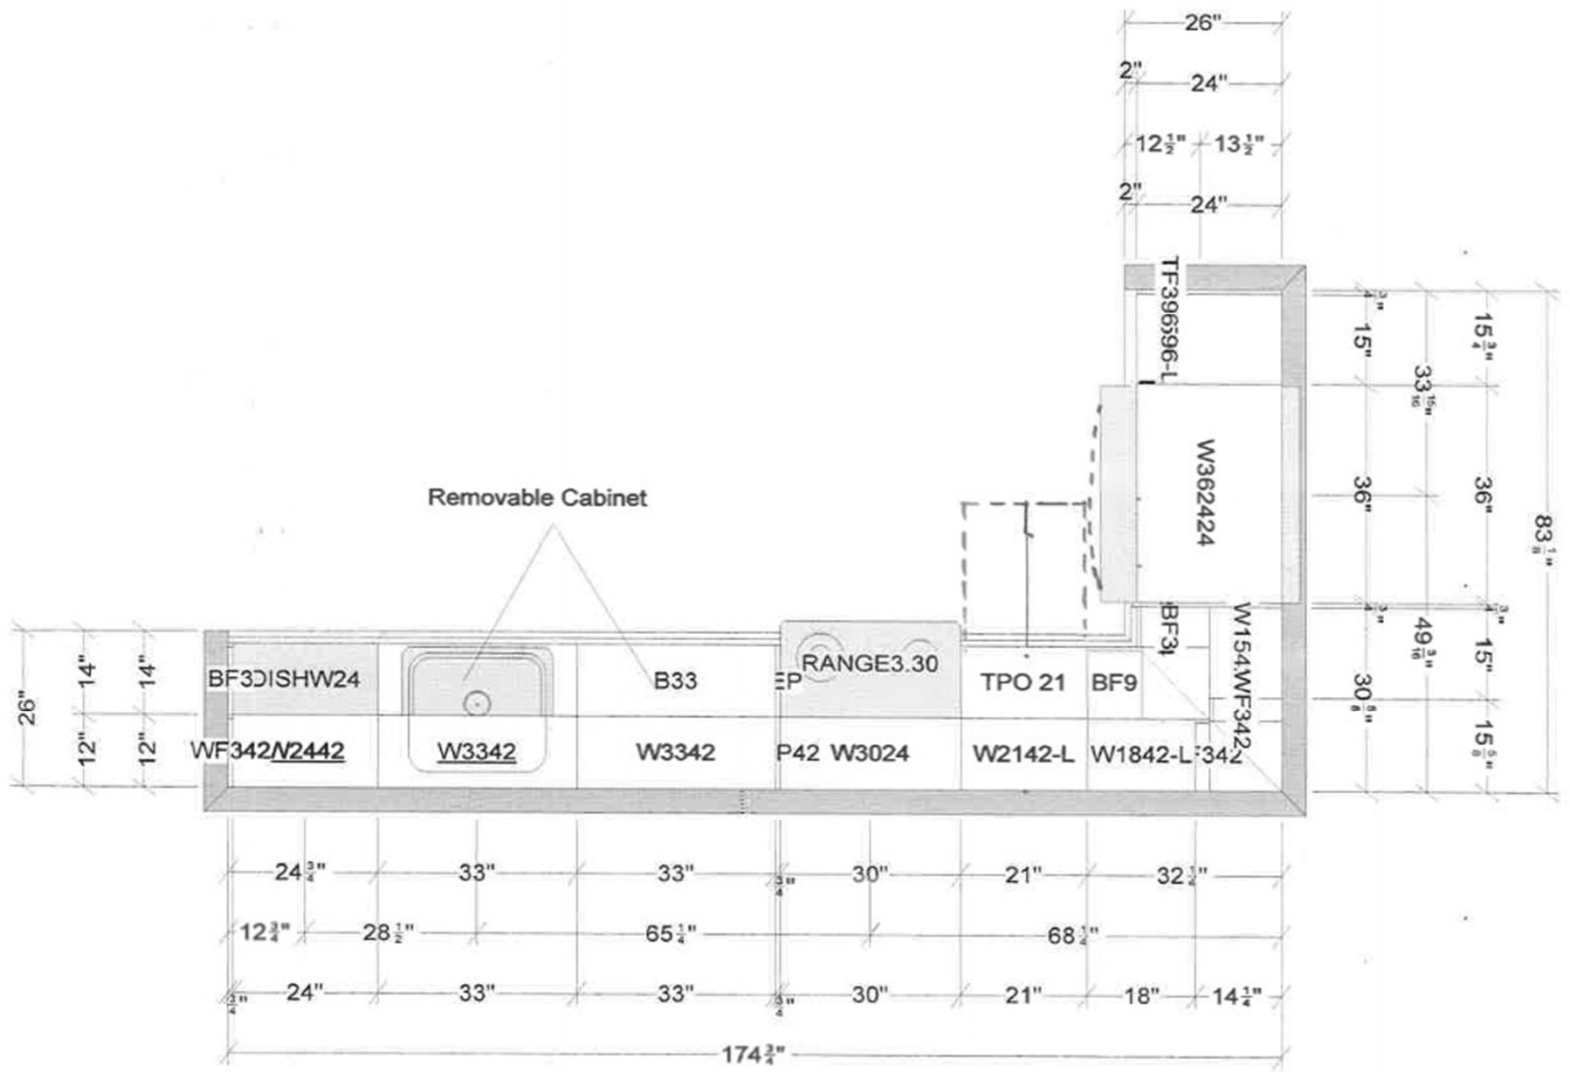 26"
2" 24"
12½" 13½"
2" 24"
¾"
15" 15¾"
33 15/16"
W362424
36" 36"
83⅛"
Removable Cabinet
BF3
¾" ¾"
49 3/16" 15"
30⅝"
15⅝"
26" 14" 14"
12" 12"
BF3 DISHW24 B33 EP RANGE3.30 TPO 21 BF9
WF342 W2442 W3342 W3342 P42 W3024 W2142-L W1842-L F342
W154 WF342
24¾" 33" 33" ¾" 30" 21" 32¼"
12¾" 28½" 65¼" 68¼"
¾" 24" 33" 33" ¾" 30" 21" 18" 14¼"
174¾"